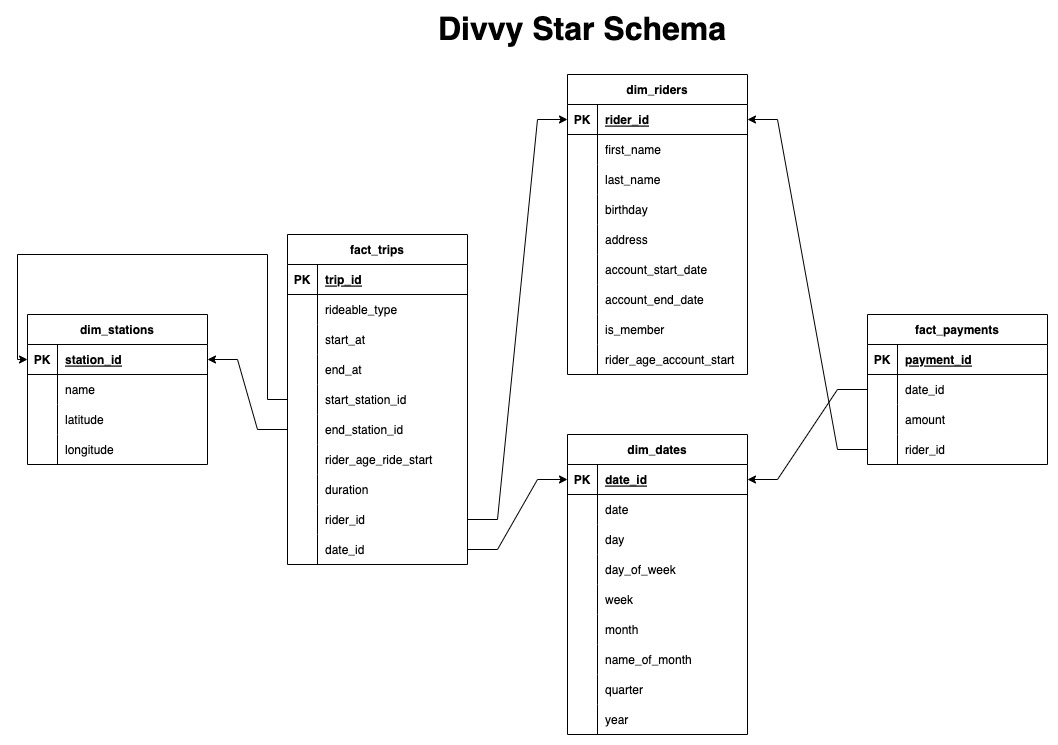 Divvy Star Schema
dim_riders
PK rider_id
first_name
last_name
birthday
address
account_start_date
account_end_date
is_member
rider_age_account_start
fact_trips
PK trip_id
rideable_type
start_at
end_at
start_station_id
end_station_id
rider_age_ride_start
duration
rider_id
date_id
dim_stations
PK station_id
name
latitude
longitude
fact_payments
PK payment_id
date_id
amount
rider_id
dim_dates
PK date_id
date
day
day_of_week
week
month
name_of_month
quarter
year